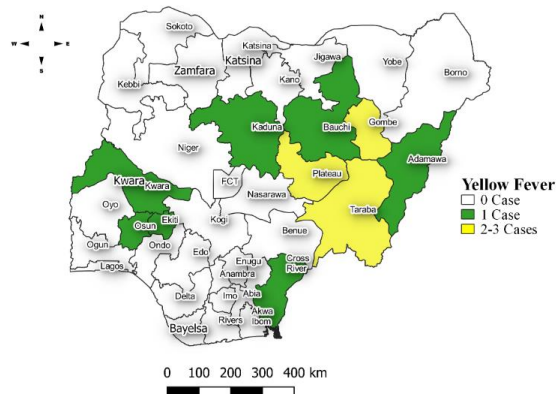 N
W E
S
Sokoto
Katsina
Katsina
Jigawa
Yobe
Borno
Zamfara
Kano
Kebbi
Kaduna
Bauchi
Gombe
Niger
Adamawa
Kwara
Kwara
FCT
Plateau
Nasarawa
Taraba
Oyo
Kogi
Osun
Ekiti
Benue
Ogun
Ondo
Lagos
Edo
Enugu
Cross
River
Anambra
Delta
Imo
Abia
Bayelsa
Rivers
Akwa
Ibom
Yellow Fever
0 Case
1 Case
2-3 Cases
0 100 200 300 400 km